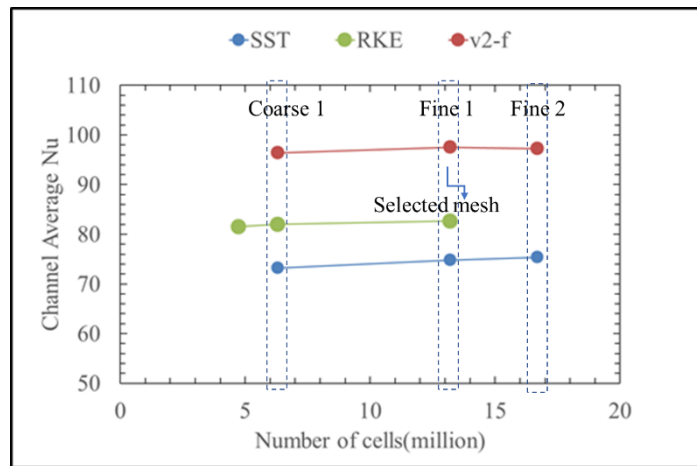 SST RKE v2-f
110
100
90
80
70
60
50
Channel Average Nu
Coarse 1 Fine 1 Fine 2
Selected mesh
0 5 10 15 20
Number of cells(million)